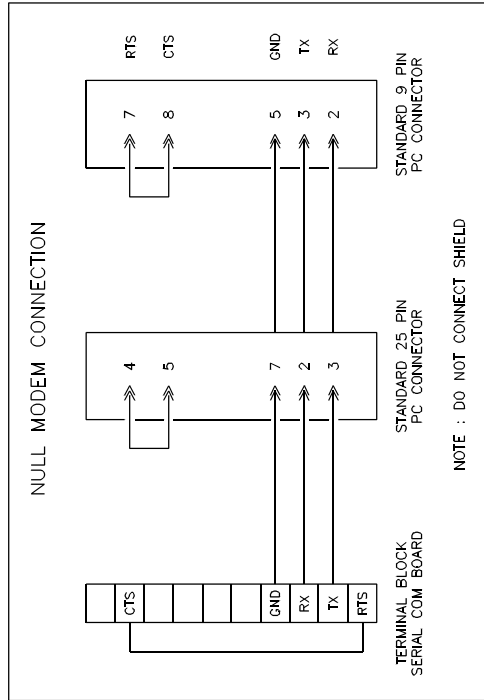 NULL MODEM CONNECTION
CTS
GND
RX
TX
RTS
TERMINAL BLOCK
SERIAL COM BOARD
4
5
7
2
3
STANDARD 25 PIN
PC CONNECTOR
7
8
5
3
2
RTS
CTS
GND
TX
RX
STANDARD 9 PIN
PC CONNECTOR
NOTE : DO NOT CONNECT SHIELD